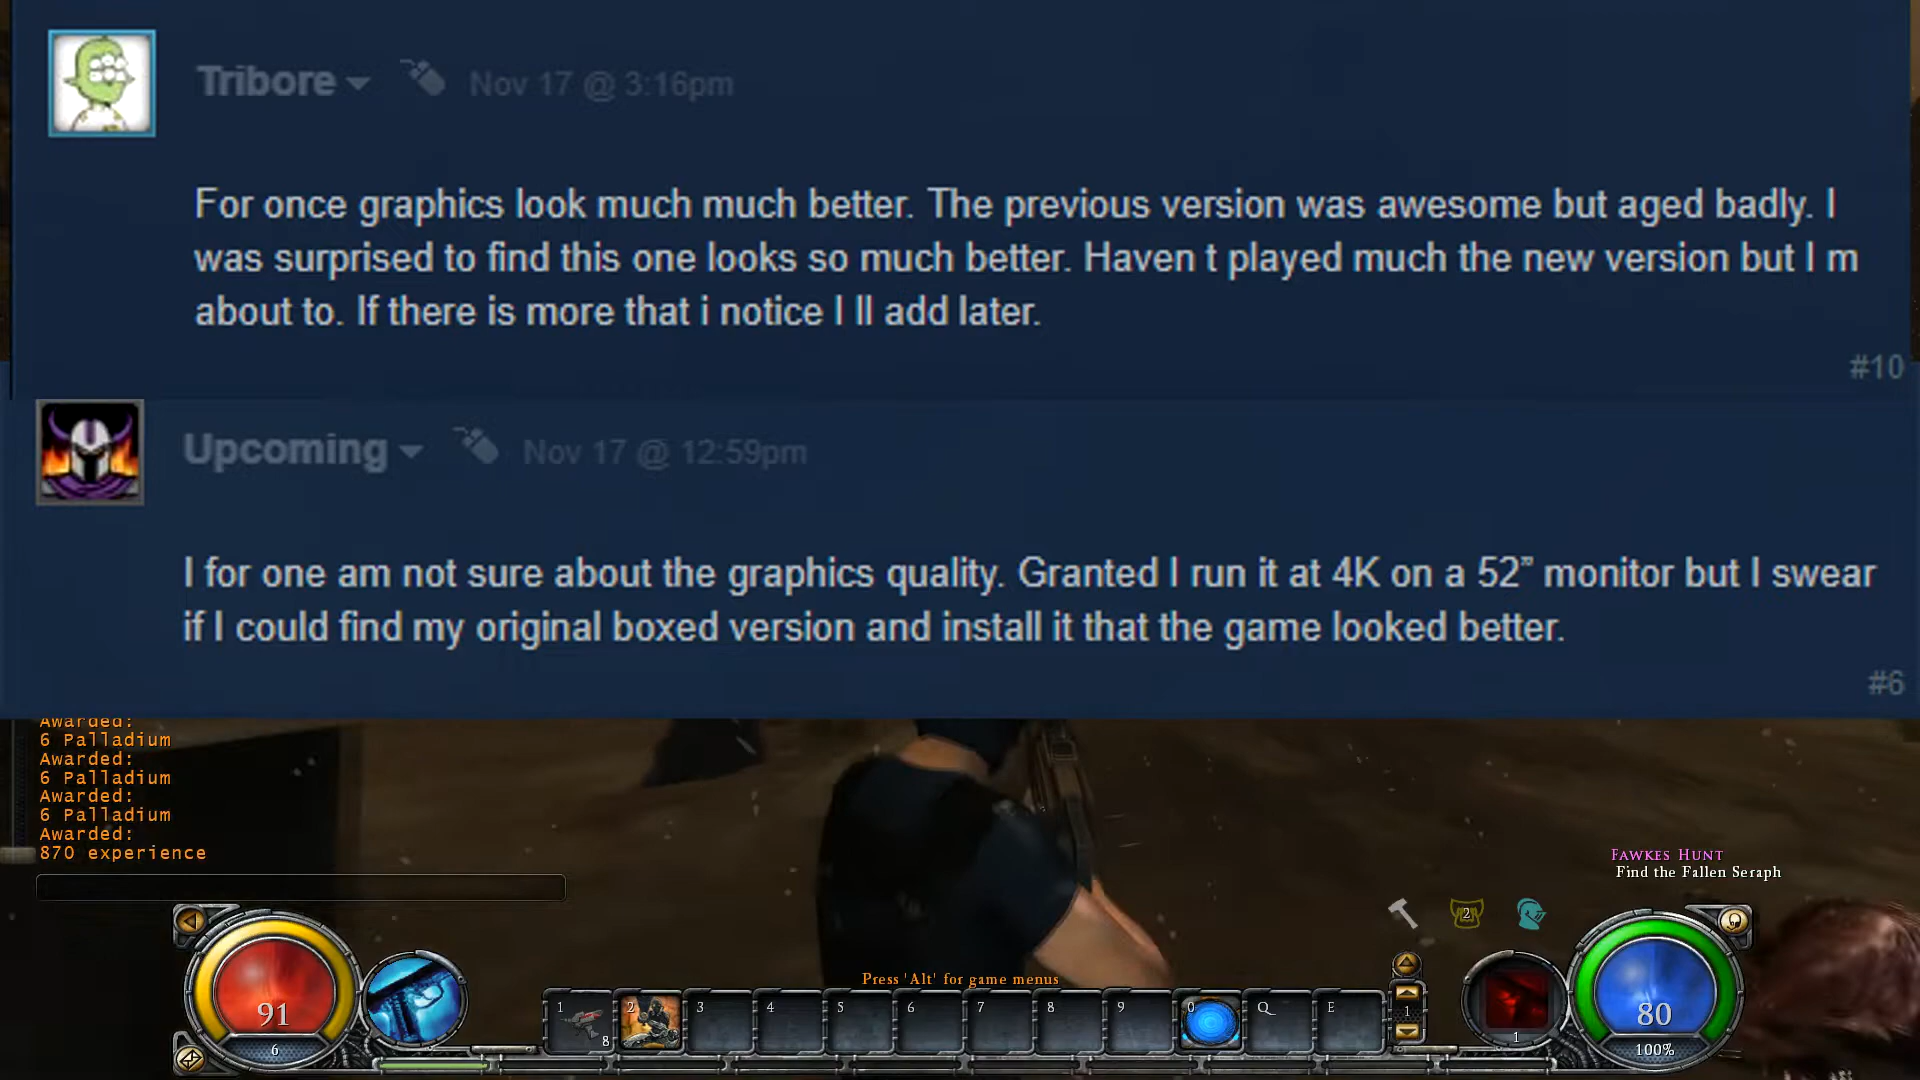 Tribore Nov 17 @ 3:16pm
For once graphics look much much better. The previous version was awesome but aged badly. I
was surprised to find this one looks so much better. Haven t played much the new version but I m
about to. If there is more that i notice I ll add later.
#10
Upcoming Nov 17 @ 12:59pm
I for one am not sure about the graphics quality. Granted I run it at 4K on a 52” monitor but I swear
if I could find my original boxed version and install it that the game looked better.
#6
Awarded:
6 Palladium
Awarded:
6 Palladium
Awarded:
6 Palladium
Awarded:
870 experience
Fawkes Hunt
Find the Fallen Seraph
2
Press 'Alt' for game menus
91
6
1 2 3 4 5 6 7 8 9 0 Q E
8
1
1
80
100%